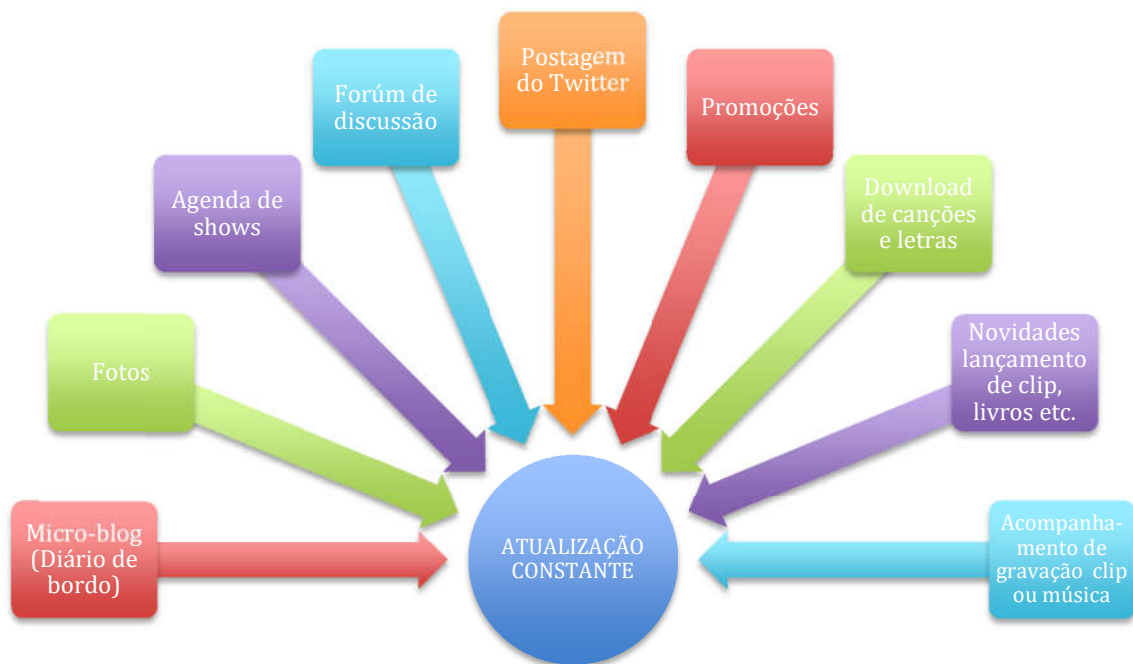 Postagem
do Twitter
Forúm de
discussão
Promoções
Agenda de
shows
Download
de canções
e letras
Fotos
Novidades
lançamento
de clip,
livros etc.
Micro-blog
(Diário de
bordo)
ATUALIZAÇÃO
CONSTANTE
Acompanha-
mento de
gravação clip
ou música